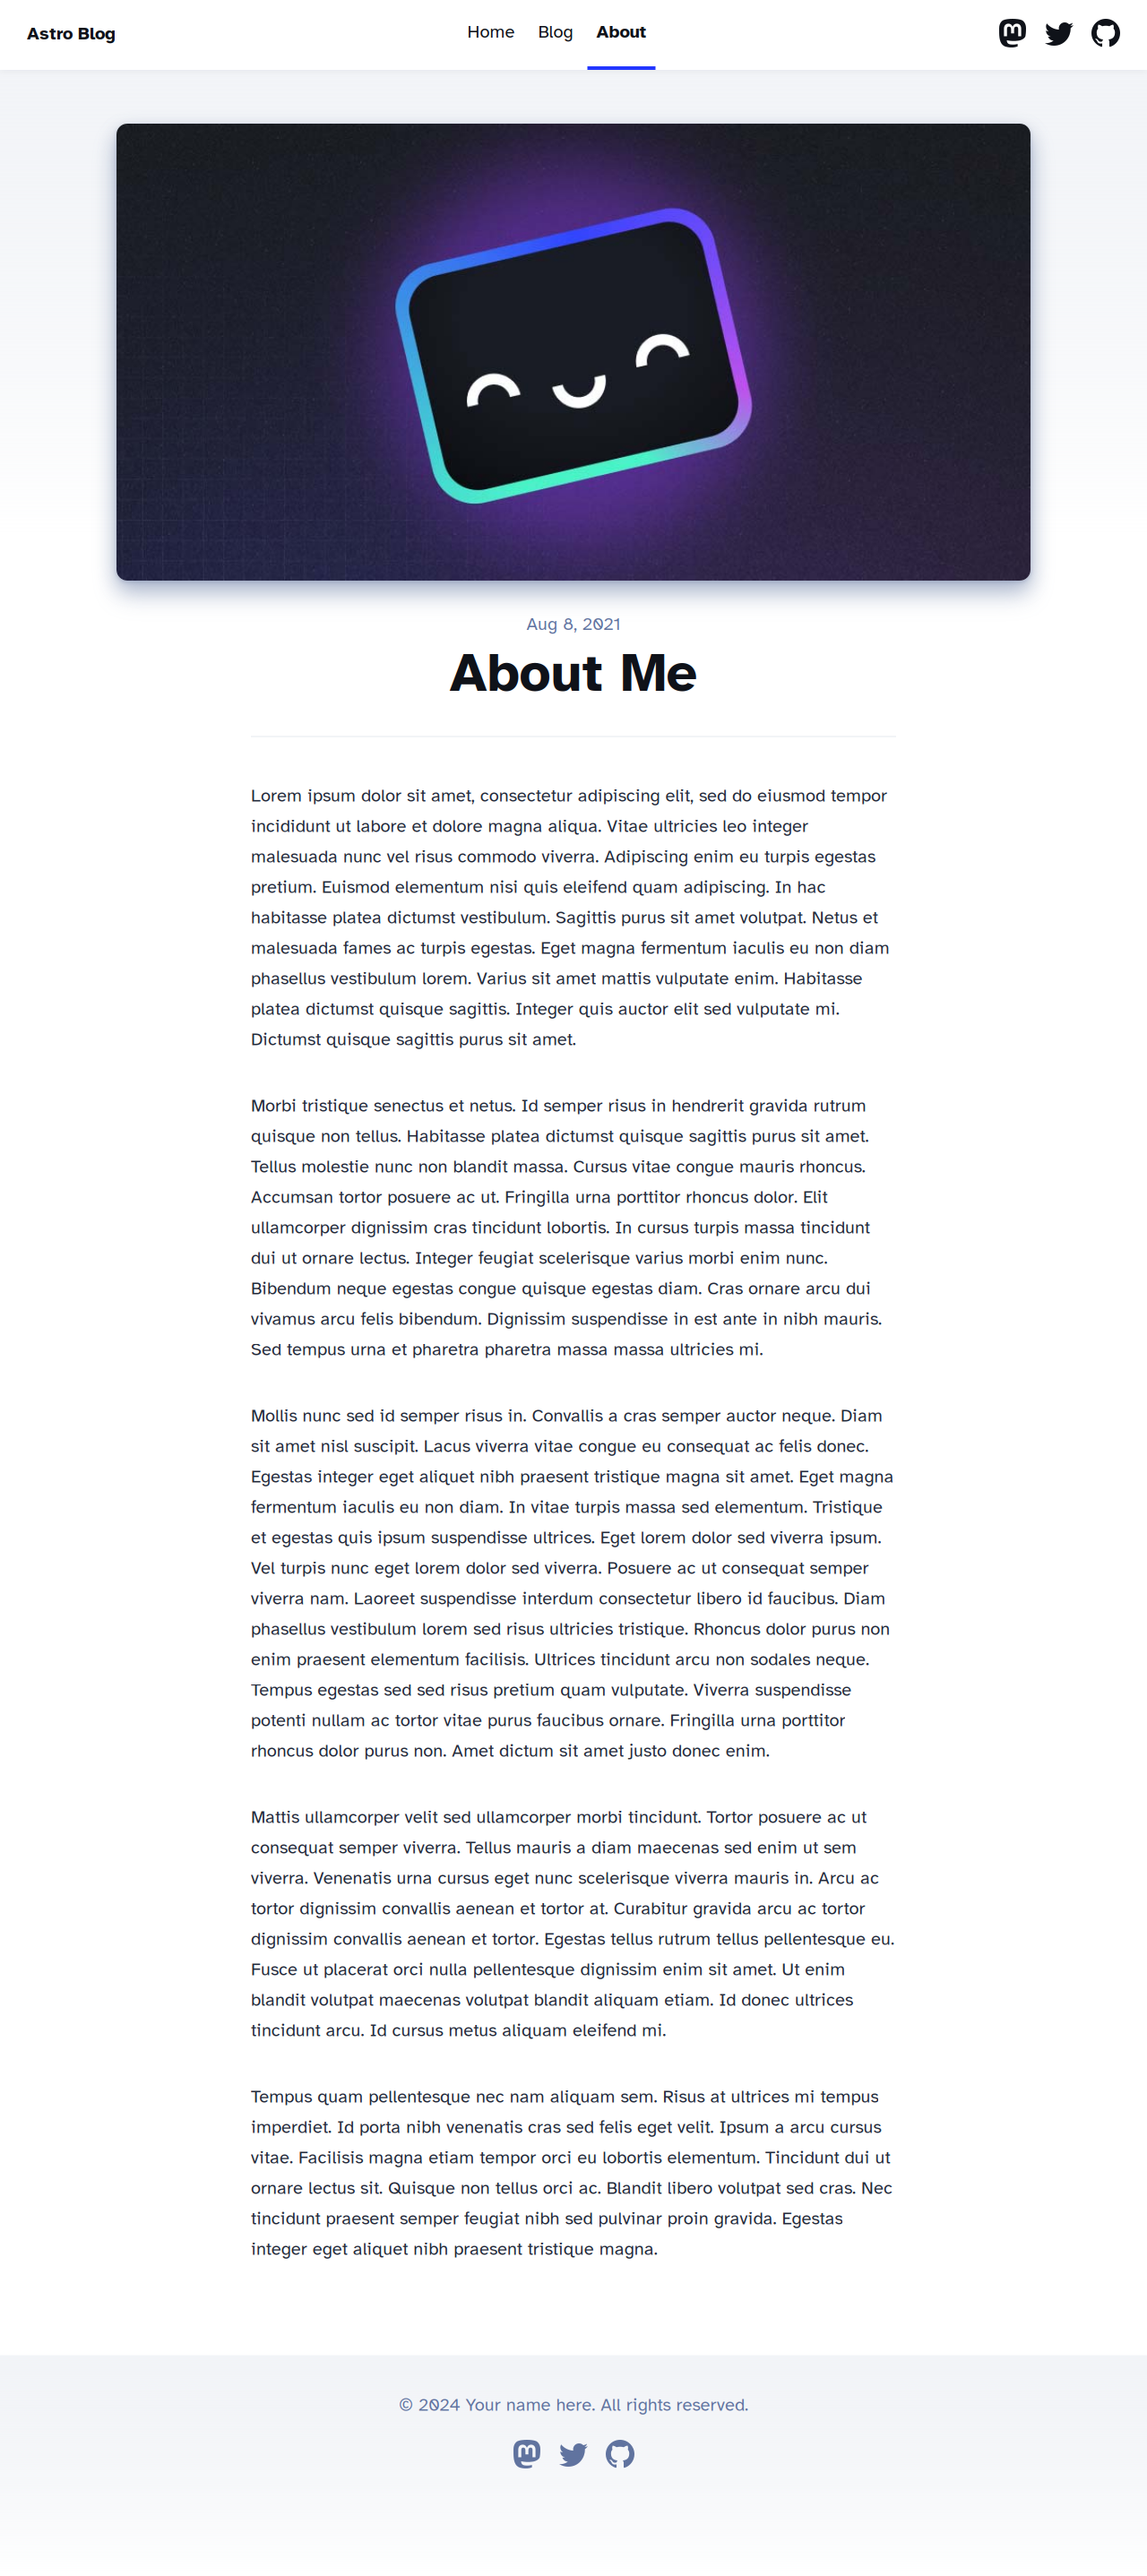 Astro Blog
Home Blog About
Aug 8, 2021
About Me
Lorem ipsum dolor sit amet, consectetur adipiscing elit, sed do eiusmod tempor
incididunt ut labore et dolore magna aliqua. Vitae ultricies leo integer
malesuada nunc vel risus commodo viverra. Adipiscing enim eu turpis egestas
pretium. Euismod elementum nisi quis eleifend quam adipiscing. In hac
habitasse platea dictumst vestibulum. Sagittis purus sit amet volutpat. Netus et
malesuada fames ac turpis egestas. Eget magna fermentum iaculis eu non diam
phasellus vestibulum lorem. Varius sit amet mattis vulputate enim. Habitasse
platea dictumst quisque sagittis. Integer quis auctor elit sed vulputate mi.
Dictumst quisque sagittis purus sit amet.
Morbi tristique senectus et netus. Id semper risus in hendrerit gravida rutrum
quisque non tellus. Habitasse platea dictumst quisque sagittis purus sit amet.
Tellus molestie nunc non blandit massa. Cursus vitae congue mauris rhoncus.
Accumsan tortor posuere ac ut. Fringilla urna porttitor rhoncus dolor. Elit
ullamcorper dignissim cras tincidunt lobortis. In cursus turpis massa tincidunt
dui ut ornare lectus. Integer feugiat scelerisque varius morbi enim nunc.
Bibendum neque egestas congue quisque egestas diam. Cras ornare arcu dui
vivamus arcu felis bibendum. Dignissim suspendisse in est ante in nibh mauris.
Sed tempus urna et pharetra pharetra massa massa ultricies mi.
Mollis nunc sed id semper risus in. Convallis a cras semper auctor neque. Diam
sit amet nisl suscipit. Lacus viverra vitae congue eu consequat ac felis donec.
Egestas integer eget aliquet nibh praesent tristique magna sit amet. Eget magna
fermentum iaculis eu non diam. In vitae turpis massa sed elementum. Tristique
et egestas quis ipsum suspendisse ultrices. Eget lorem dolor sed viverra ipsum.
Vel turpis nunc eget lorem dolor sed viverra. Posuere ac ut consequat semper
viverra nam. Laoreet suspendisse interdum consectetur libero id faucibus. Diam
phasellus vestibulum lorem sed risus ultricies tristique. Rhoncus dolor purus non
enim praesent elementum facilisis. Ultrices tincidunt arcu non sodales neque.
Tempus egestas sed sed risus pretium quam vulputate. Viverra suspendisse
potenti nullam ac tortor vitae purus faucibus ornare. Fringilla urna porttitor
rhoncus dolor purus non. Amet dictum sit amet justo donec enim.
Mattis ullamcorper velit sed ullamcorper morbi tincidunt. Tortor posuere ac ut
consequat semper viverra. Tellus mauris a diam maecenas sed enim ut sem
viverra. Venenatis urna cursus eget nunc scelerisque viverra mauris in. Arcu ac
tortor dignissim convallis aenean et tortor at. Curabitur gravida arcu ac tortor
dignissim convallis aenean et tortor. Egestas tellus rutrum tellus pellentesque eu.
Fusce ut placerat orci nulla pellentesque dignissim enim sit amet. Ut enim
blandit volutpat maecenas volutpat blandit aliquam etiam. Id donec ultrices
tincidunt arcu. Id cursus metus aliquam eleifend mi.
Tempus quam pellentesque nec nam aliquam sem. Risus at ultrices mi tempus
imperdiet. Id porta nibh venenatis cras sed felis eget velit. Ipsum a arcu cursus
vitae. Facilisis magna etiam tempor orci eu lobortis elementum. Tincidunt dui ut
ornare lectus sit. Quisque non tellus orci ac. Blandit libero volutpat sed cras. Nec
tincidunt praesent semper feugiat nibh sed pulvinar proin gravida. Egestas
integer eget aliquet nibh praesent tristique magna.
© 2024 Your name here. All rights reserved.